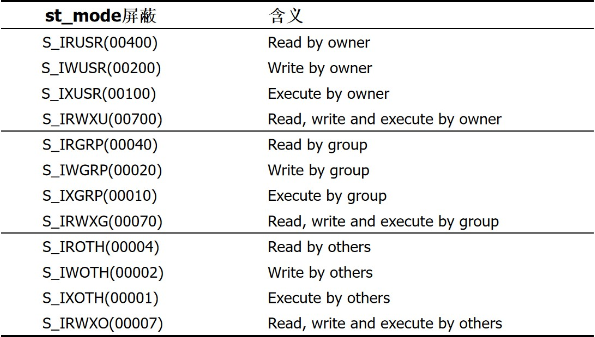 st_mode屏蔽 含义
S_IRUSR(00400) Read by owner
S_IWUSR(00200) Write by owner
S_IXUSR(00100) Execute by owner
S_IRWXU(00700) Read, write and execute by owner
S_IRGRP(00040) Read by group
S_IWGRP(00020) Write by group
S_IXGRP(00010) Execute by group
S_IRWXG(00070) Read, write and execute by group
S_IROTH(00004) Read by others
S_IWOTH(00002) Write by others
S_IXOTH(00001) Execute by others
S_IRWXO(00007) Read, write and execute by others